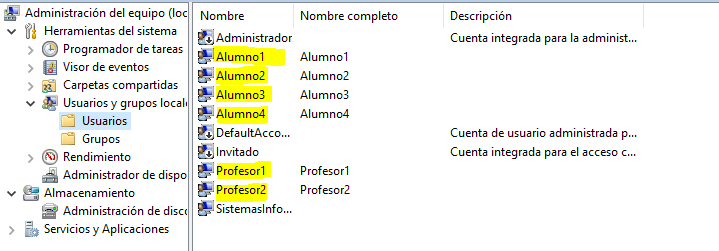 Administración del equipo (loc
Herramientas del sistema
Programador de tareas
Visor de eventos
Carpetas compartidas
Usuarios y grupos locale
Usuarios
Grupos
Rendimiento
Administrador de dispo
Almacenamiento
Administración de disco
Servicios y Aplicaciones
Nombre Nombre completo Descripción
Administrador Cuenta integrada para la administ...
Alumno1 Alumno1
Alumno2 Alumno2
Alumno3 Alumno3
Alumno4 Alumno4
DefaultAcco... Cuenta de usuario administrada p...
Invitado Cuenta integrada para el acceso c...
Profesor1 Profesor1
Profesor2 Profesor2
SistemasInfo...